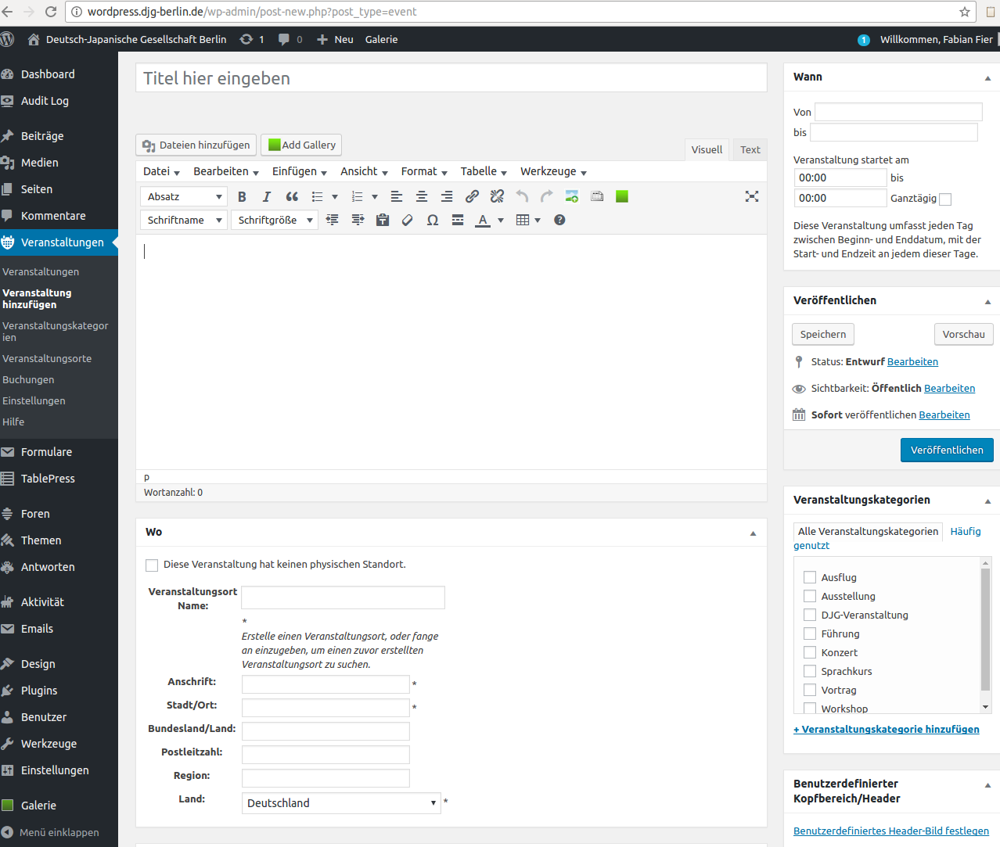 wordpress.djg-berlin.de/wp-admin/post-new.php?post_type=event
Deutsch-Japanische Gesellschaft Berlin 1 0 Neu Galerie 1 Willkommen, Fabian Fier
Dashboard
Audit Log
Beiträge
Medien
Seiten
Kommentare
Veranstaltungen
Veranstaltungen
Veranstaltung
hinzufügen
Veranstaltungskategor
ien
Veranstaltungsorte
Buchungen
Einstellungen
Hilfe
Formulare
TablePress
Foren
Themen
Antworten
Aktivität
Emails
Design
Plugins
Benutzer
Werkzeuge
Einstellungen
Galerie
Menü einklappen
Titel hier eingeben
Dateien hinzufügen Add Gallery Visuell Text
Datei Bearbeiten Einfügen Ansicht Format Tabelle Werkzeuge
Absatz B I
Schriftname Schriftgröße Ω A
p
Wortanzahl: 0
Wo
Diese Veranstaltung hat keinen physischen Standort.
Veranstaltungsort
Name:
*
Erstelle einen Veranstaltungsort, oder fange
an einzugeben, um einen zuvor erstellten
Veranstaltungsort zu suchen.
Anschrift: *
Stadt/Ort: *
Bundesland/Land:
Postleitzahl:
Region:
Land: Deutschland *
Wann
Von
bis
Veranstaltung startet am
00:00 bis
00:00 Ganztägig
Diese Veranstaltung umfasst jeden Tag
zwischen Beginn- und Enddatum, mit der
Start- und Endzeit an jedem dieser Tage.
Veröffentlichen
Speichern Vorschau
Status: Entwurf Bearbeiten
Sichtbarkeit: Öffentlich Bearbeiten
Sofort veröffentlichen Bearbeiten
Veröffentlichen
Veranstaltungskategorien
Alle Veranstaltungskategorien Häufig
genutzt
Ausflug
Ausstellung
DJG-Veranstaltung
Führung
Konzert
Sprachkurs
Vortrag
Workshop
+ Veranstaltungskategorie hinzufügen
Benutzerdefinierter
Kopfbereich/Header
Benutzerdefiniertes Header-Bild festlegen